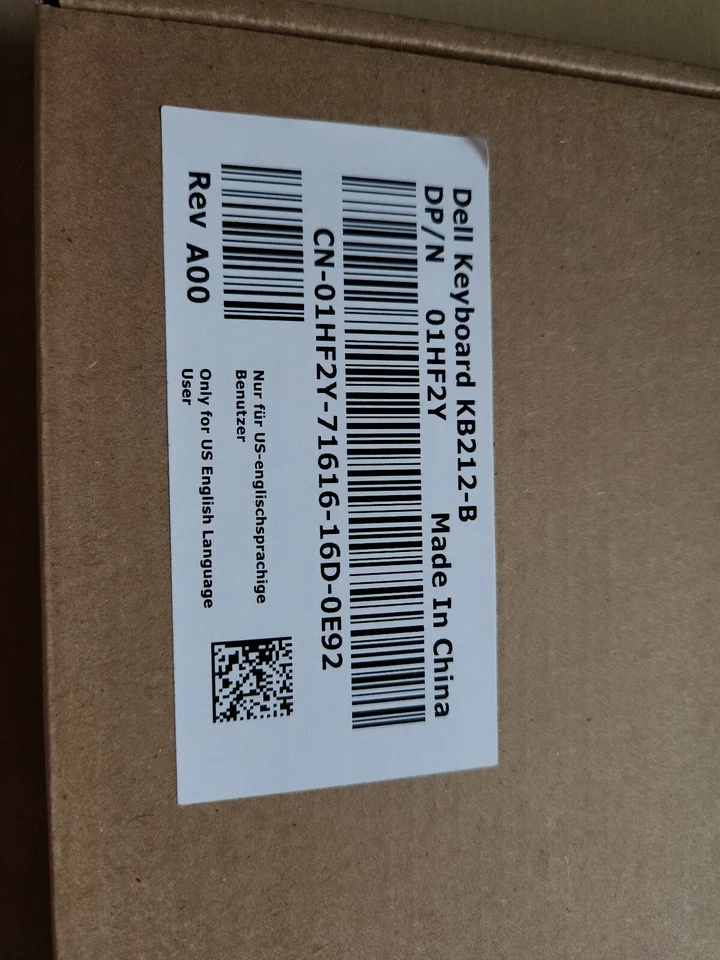 Dell Keyboard KB212-B
DP/N 01HF2Y Made In China
CN-01HF2Y-71616-16D-0E92
Rev A00
Nur für US-englischsprachige
Benutzer
Only for US English Language
User